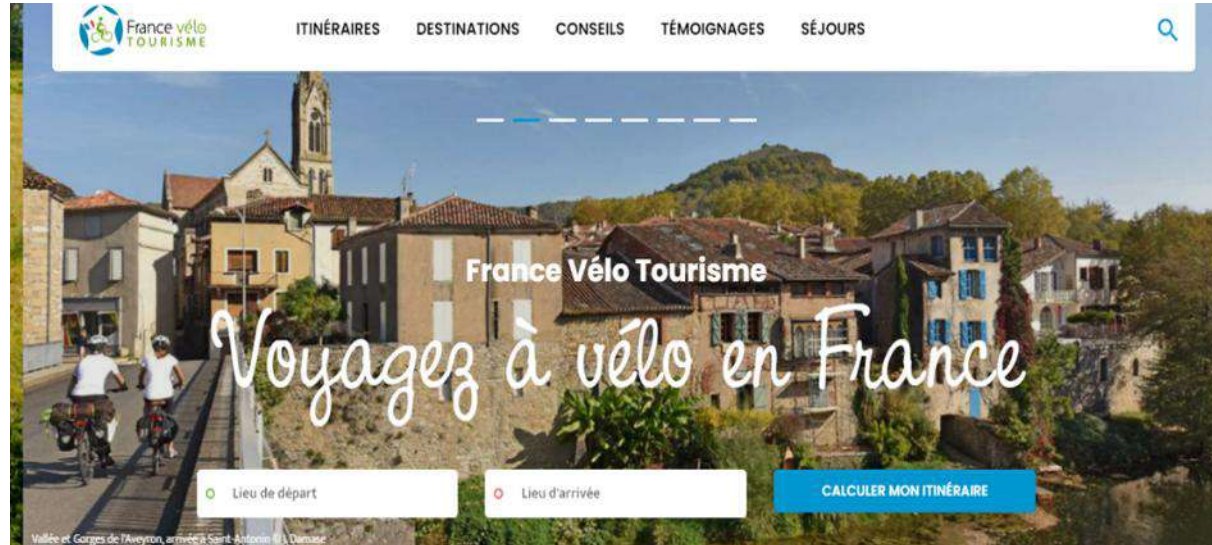 France vélo
TOURISME
ITINÉRAIRES DESTINATIONS CONSEILS TÉMOIGNAGES SÉJOURS
France Vélo Tourisme
Voyagez à vélo en France
Lieu de départ
Lieu d'arrivée
CALCULER MON ITINÉRAIRE
Vallée et Gorges de l'Aveyron, arrivée à Saint-Antonin © J. Damase